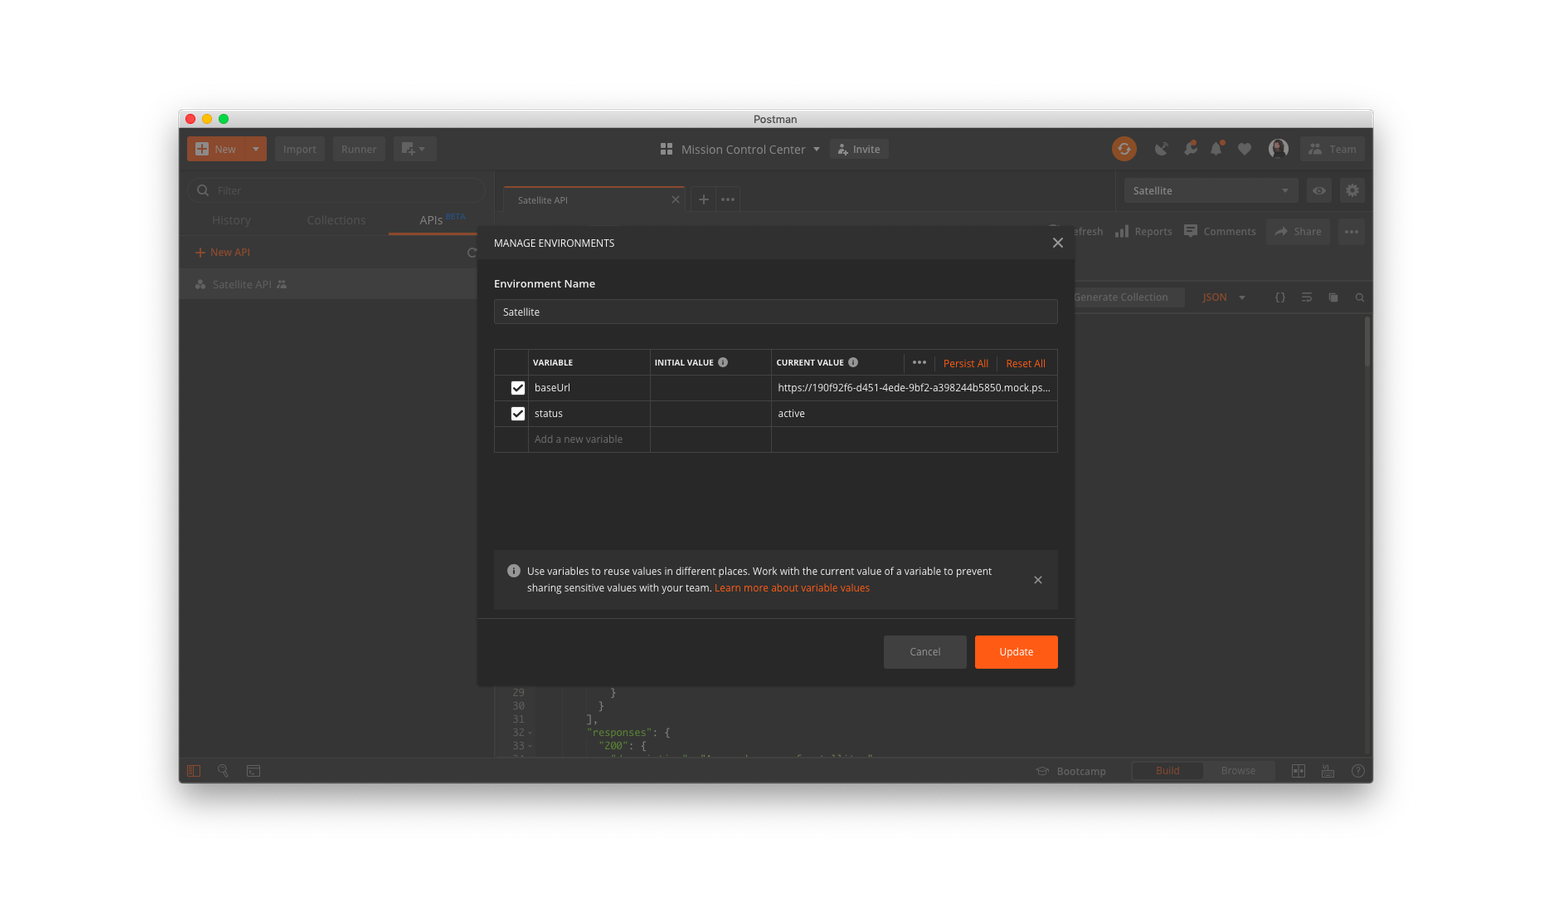 Postman
New
Import
Runner
Mission Control Center
Invite
Team
Filter
Satellite API
Satellite
History
Collections
APIs BETA
efresh
Reports
Comments
Share
New API
MANAGE ENVIRONMENTS
Satellite API
Environment Name
Generate Collection
JSON
Satellite
VARIABLE
INITIAL VALUE
CURRENT VALUE
Persist All
Reset All
baseUrl
https://190f92f6-d451-4ede-9bf2-a398244b5850.mock.ps...
status
active
Add a new variable
Use variables to reuse values in different places. Work with the current value of a variable to prevent
sharing sensitive values with your team. Learn more about variable values
Cancel
Update
29 }
30 }
31 ],
32 "responses": {
33 "200": {
Bootcamp
Build
Browse